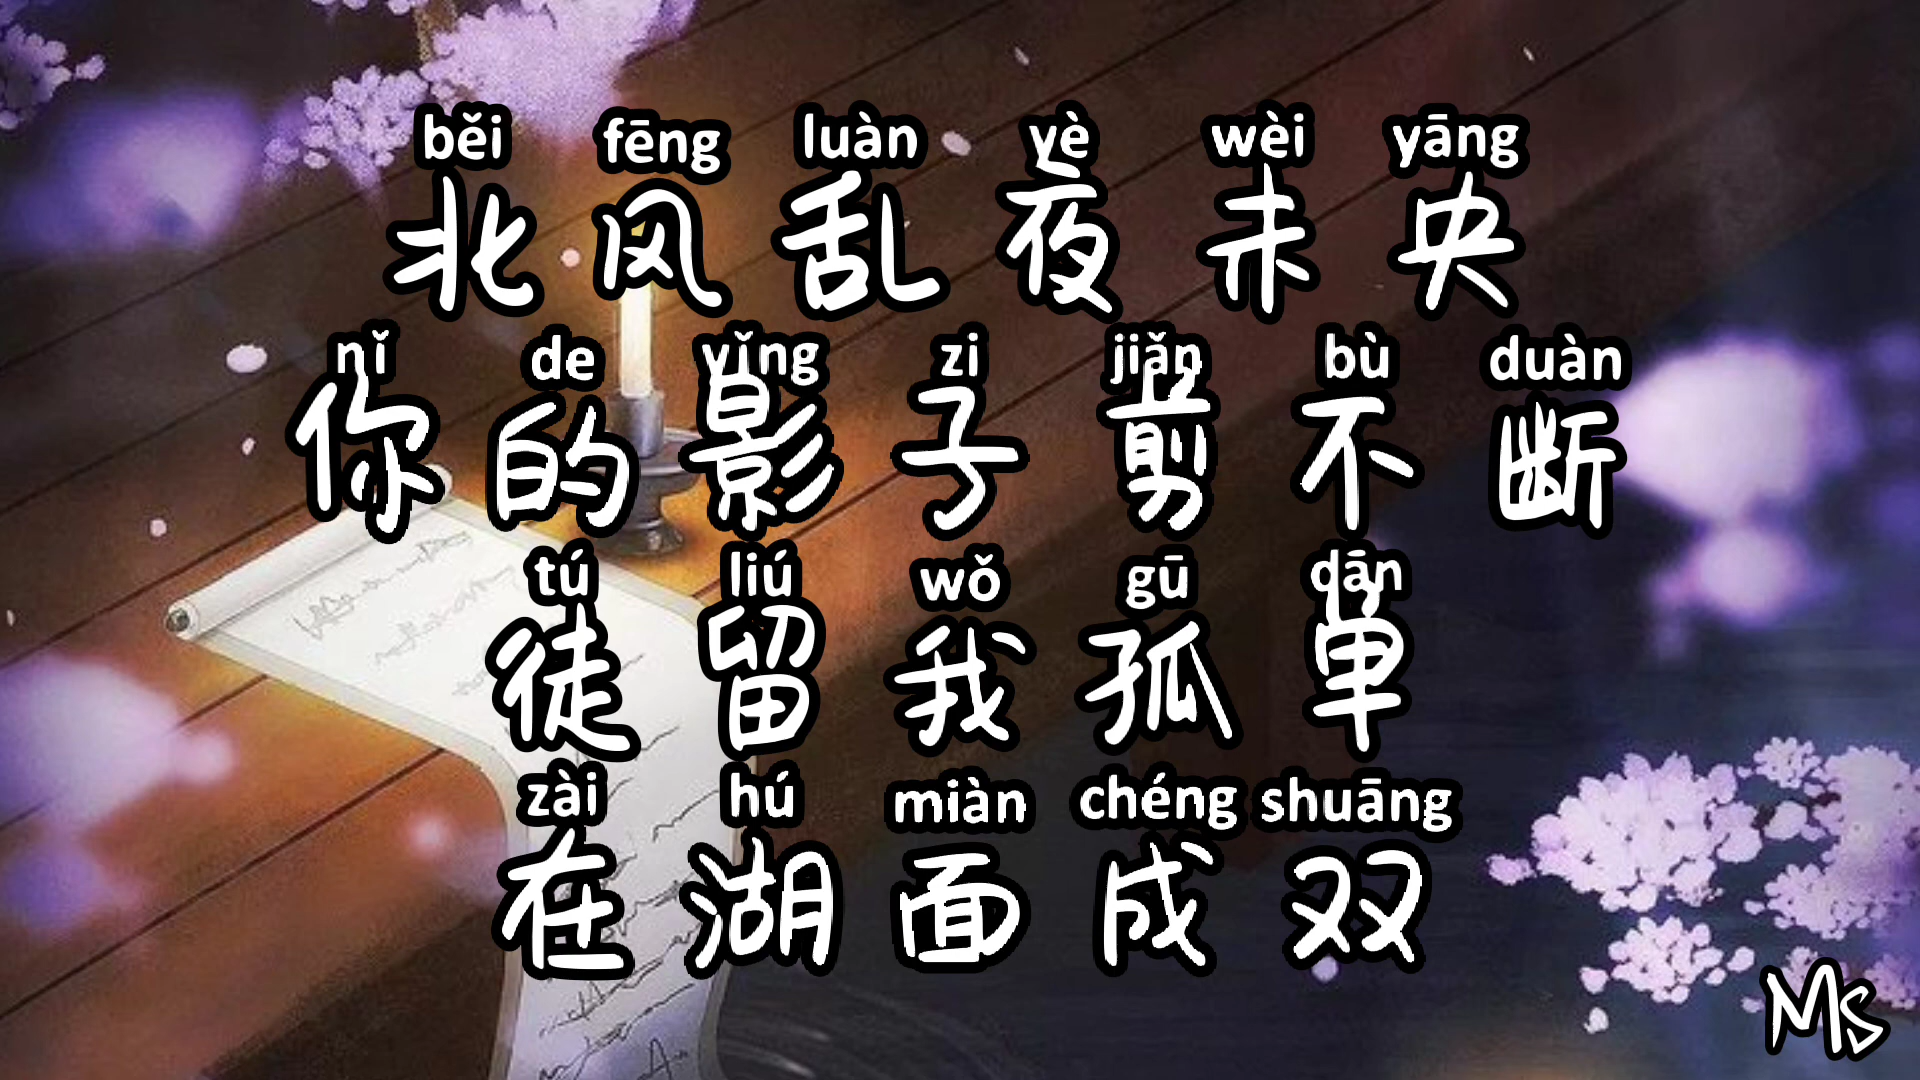 běi fēng luàn yè wèi yāng
北风乱夜未央
nǐ de yǐng zi jiǎn bù duàn
你的影子剪不断
tú liú wǒ gū dān
徒留我孤单
zài hú miàn chéng shuāng
在湖面成双
Ms